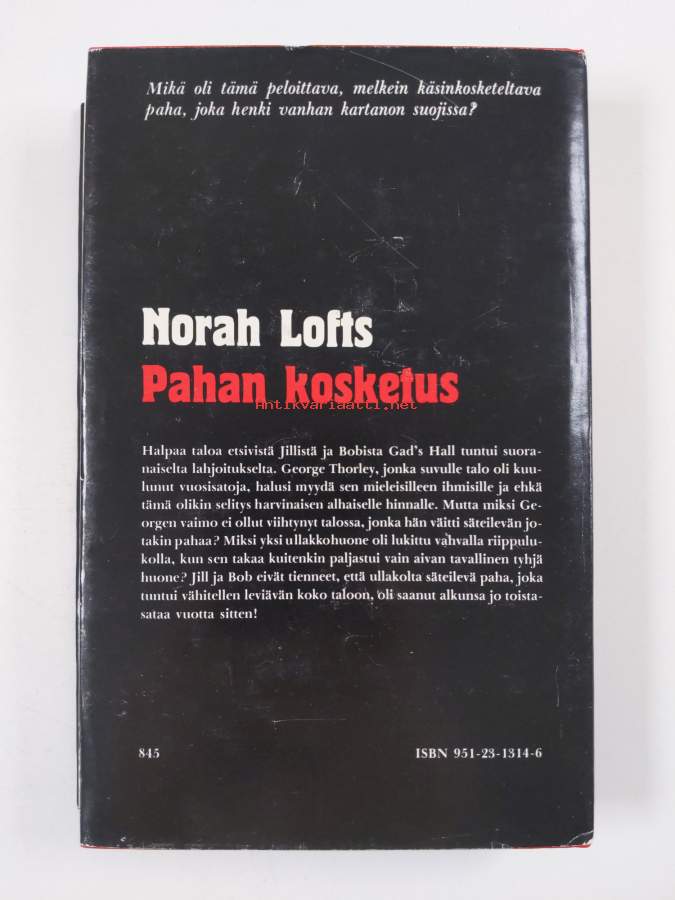 Mikä oli tämä peloittava, melkein käsinkosketeltava
paha, joka henki vanhan kartanon suojissa?
Norah Lofts
Pahan kosketus
Antikvariaatti.net
Halpaa taloa etsivistä Jillistä ja Bobista Gad's Hall tuntui suora-
naiselta lahjoitukselta. George Thorley, jonka suvulle talo oli kuu-
lunut vuosisatoja, halusi myydä sen mieleisilleen ihmisille ja ehkä
tämä olikin selitys harvinaisen alhaiselle hinnalle. Mutta miksi Ge-
orgen vaimo ei ollut viihtynyt talossa, jonka hän väitti säteilevän jo-
takin pahaa? Miksi yksi ullakkohuone oli lukittu vahvalla riippulu-
kolla, kun sen takaa kuitenkin paljastui vain aivan tavallinen tyhjä
huone? Jill ja Bob eivät tienneet, että ullakolta säteilevä paha, joka
tuntui vähitellen leviävän koko taloon, oli saanut alkunsa jo toista-
sataa vuotta sitten!
845
ISBN 951-23-1314-6